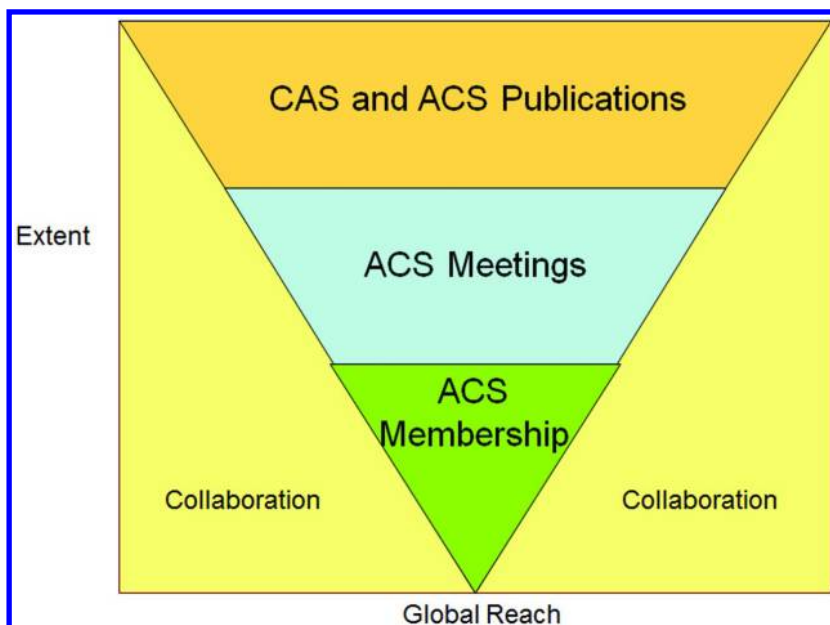 CAS and ACS Publications
Extent
ACS Meetings
ACS
Membership
Collaboration
Collaboration
Global Reach